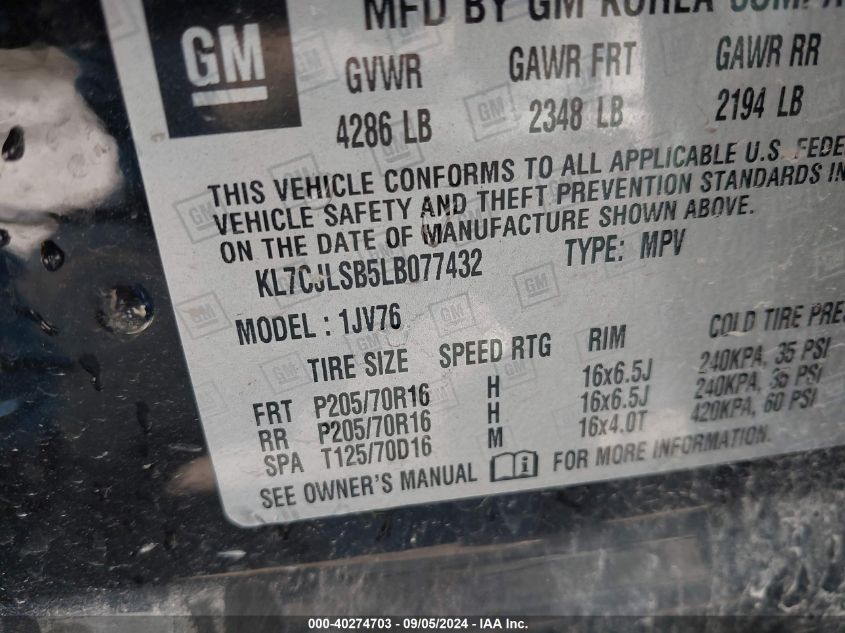 GM
MFD BY GM KOREA COMPA
GVWR GAWR FRT GAWR RR
4286 LB 2348 LB 2194 LB
THIS VEHICLE CONFORMS TO ALL APPLICABLE U.S. FEDE
VEHICLE SAFETY AND THEFT PREVENTION STANDARDS IN
ON THE DATE OF MANUFACTURE SHOWN ABOVE.
KL7CJLSB5LB077432 TYPE: MPV
MODEL : 1JV76
TIRE SIZE SPEED RTG RIM COLD TIRE PRE
FRT P205/70R16 H 16x6.5J 240KPA, 35 PSI
RR P205/70R16 H 16x6.5J 240KPA, 35 PSI
SPA T125/70D16 M 16x4.0T 420KPA, 60 PSI
SEE OWNER'S MANUAL FOR MORE INFORMATION.
000-40274703 - 09/05/2024 - IAA Inc.